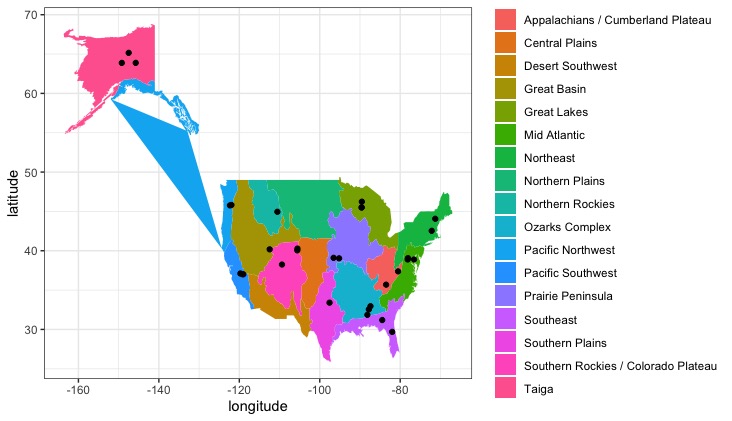 70
60
50
40
30
-160
-140
-120
-100
-80
longitude
latitude
Appalachians / Cumberland Plateau
Central Plains
Desert Southwest
Great Basin
Great Lakes
Mid Atlantic
Northeast
Northern Plains
Northern Rockies
Ozarks Complex
Pacific Northwest
Pacific Southwest
Prairie Peninsula
Southeast
Southern Plains
Southern Rockies / Colorado Plateau
Taiga